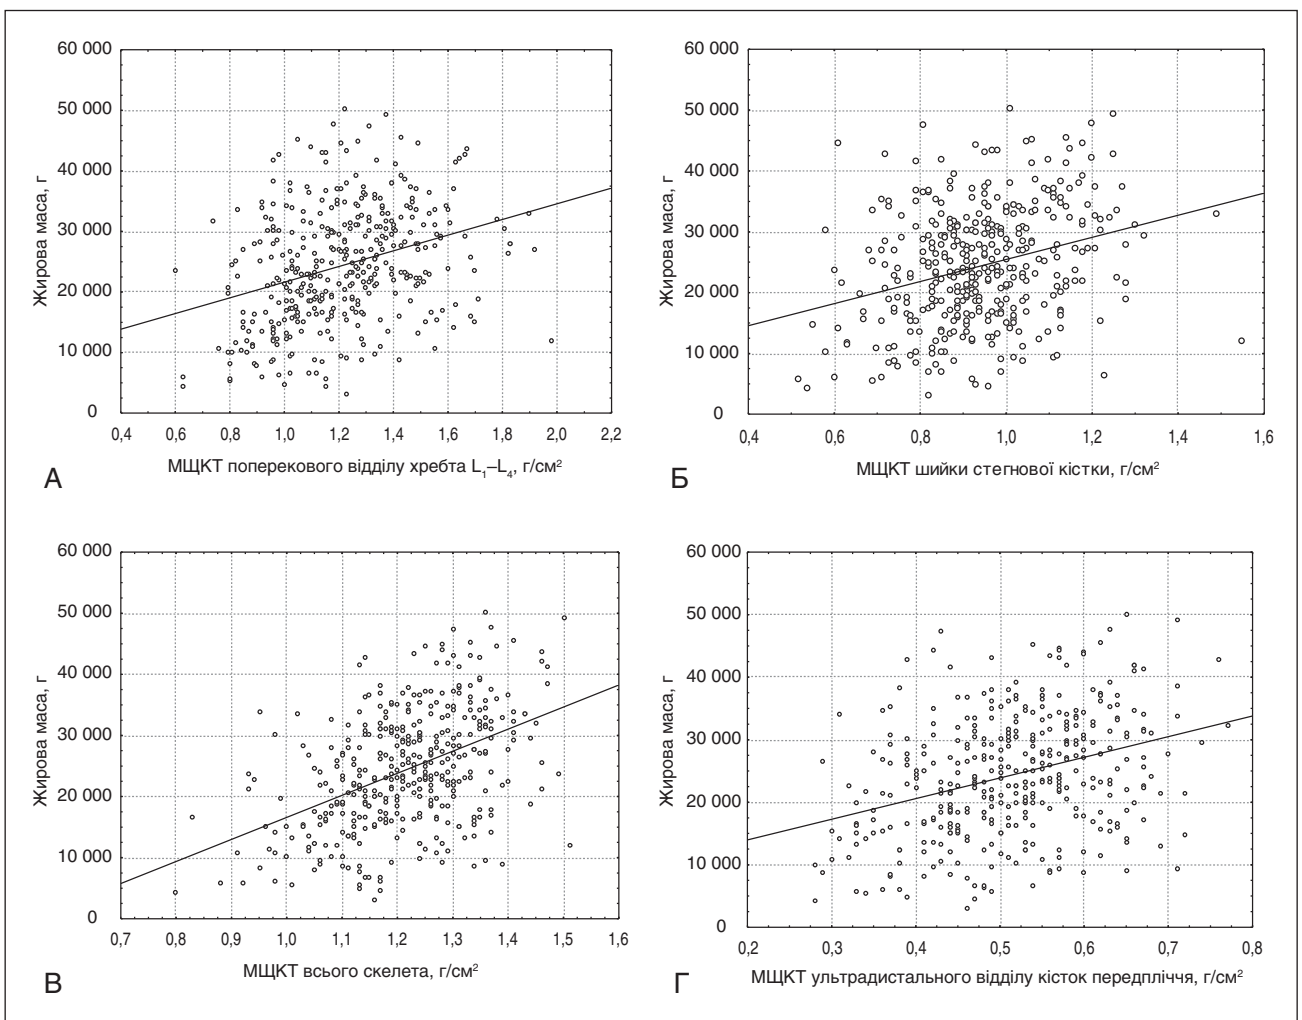 60 000
50 000
40 000
30 000
20 000
10 000
0
Жирова маса, г
0,4 0,6 0,8 1,0 1,2 1,4 1,6 1,8 2,0 2,2
МЩКТ поперекового відділу хребта L₁–L₄, г/см²
А
60 000
50 000
40 000
30 000
20 000
10 000
0
Жирова маса, г
0,4 0,6 0,8 1,0 1,2 1,4 1,6
МЩКТ шийки стегнової кістки, г/см²
Б
60 000
50 000
40 000
30 000
20 000
10 000
0
Жирова маса, г
0,7 0,8 0,9 1,0 1,1 1,2 1,3 1,4 1,5 1,6
МЩКТ всього скелета, г/см²
В
60 000
50 000
40 000
30 000
20 000
10 000
0
Жирова маса, г
0,2 0,3 0,4 0,5 0,6 0,7 0,8
МЩКТ ультрадистального відділу кісток передпліччя, г/см²
Г